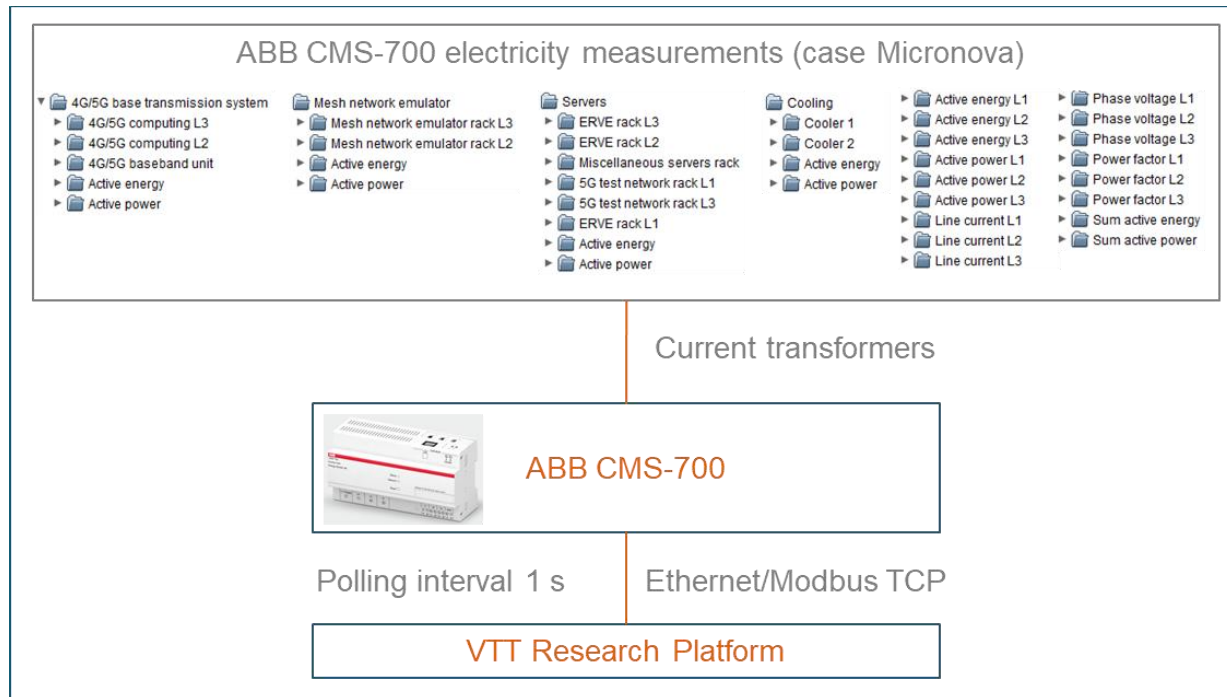 ABB CMS-700 electricity measurements (case Micronova)
4G/5G base transmission system
4G/5G computing L3
4G/5G computing L2
4G/5G baseband unit
Active energy
Active power
Mesh network emulator
Mesh network emulator rack L3
Mesh network emulator rack L2
Active energy
Active power
Servers
ERVE rack L3
ERVE rack L2
Miscellaneous servers rack
5G test network rack L1
5G test network rack L3
ERVE rack L1
Active energy
Active power
Cooling
Cooler 1
Cooler 2
Active energy
Active power
Active energy L1
Active energy L2
Active energy L3
Active power L1
Active power L2
Active power L3
Line current L1
Line current L2
Line current L3
Phase voltage L1
Phase voltage L2
Phase voltage L3
Power factor L1
Power factor L2
Power factor L3
Sum active energy
Sum active power
Current transformers
ABB CMS-700
Polling interval 1 s
Ethernet/Modbus TCP
VTT Research Platform